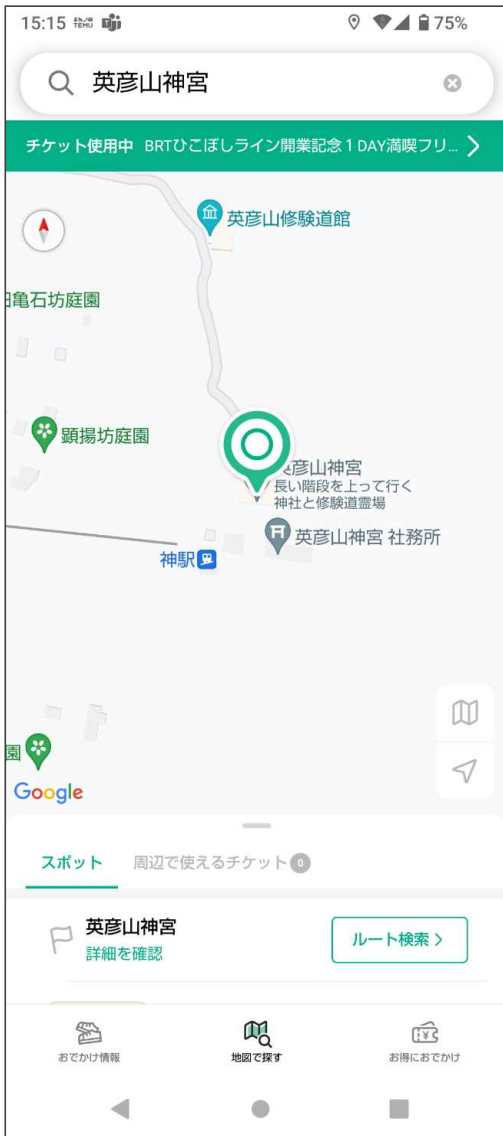 15:15 TEMU 75%
英彦山神宮
チケット使用中 BRTひこぼしライン開業記念1DAY満喫フリ...
英彦山修験道館
亀石坊庭園
顕揚坊庭園
英彦山神宮
長い階段を上って行く
神社と修験道霊場
英彦山神宮 社務所
神駅
園
Google
スポット 周辺で使えるチケット 0
英彦山神宮
詳細を確認
ルート検索
おでかけ情報 地図で探す お得におでかけ